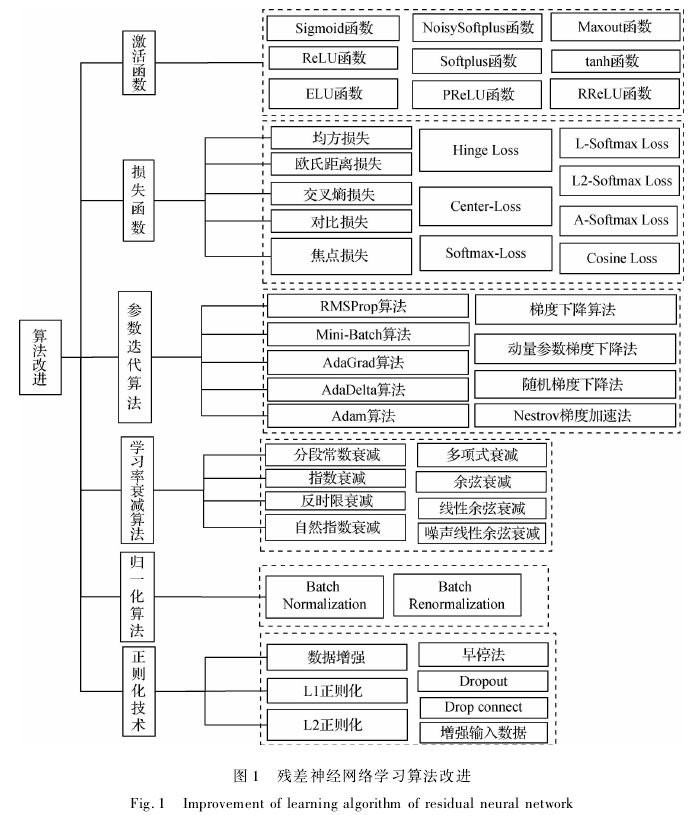 算法改进
激活函数
Sigmoid函数
NoisySoftplus函数
Maxout函数
ReLU函数
Softplus函数
tanh函数
ELU函数
PReLU函数
RReLU函数
损失函数
均方损失
欧氏距离损失
交叉熵损失
对比损失
焦点损失
Hinge Loss
Center-Loss
Softmax-Loss
L-Softmax Loss
L2-Softmax Loss
A-Softmax Loss
Cosine Loss
参数迭代算法
RMSProp算法
Mini-Batch算法
AdaGrad算法
AdaDelta算法
Adam算法
梯度下降算法
动量参数梯度下降法
随机梯度下降法
Nestrov梯度加速法
学习率衰减算法
分段常数衰减
指数衰减
反时限衰减
自然指数衰减
多项式衰减
余弦衰减
线性余弦衰减
噪声线性余弦衰减
归一化算法
Batch
Normalization
Batch
Renormalization
正则化技术
数据增强
L1正则化
L2正则化
早停法
Dropout
Drop connect
增强输入数据
图 1 残差神经网络学习算法改进
Fig. 1 Improvement of learning algorithm of residual neural network